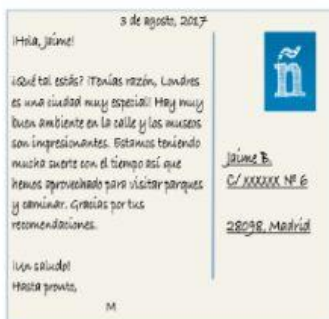 3 de agosto, 2017
¡Hola, Jaime!
¿Qué tal estás? ¡Tenías razón, Londres
es una ciudad muy especial! Hay muy
buen ambiente en la calle y los museos
son impresionantes. Estamos teniendo
mucha suerte con el tiempo así que
hemos aprovechado para visitar parques
y caminar. Gracias por tus
recomendaciones.
¡Un saludo!
Hasta pronto,
M
ñ
Jaime B.
C/ XXXXXX Nº 6
28098, Madrid